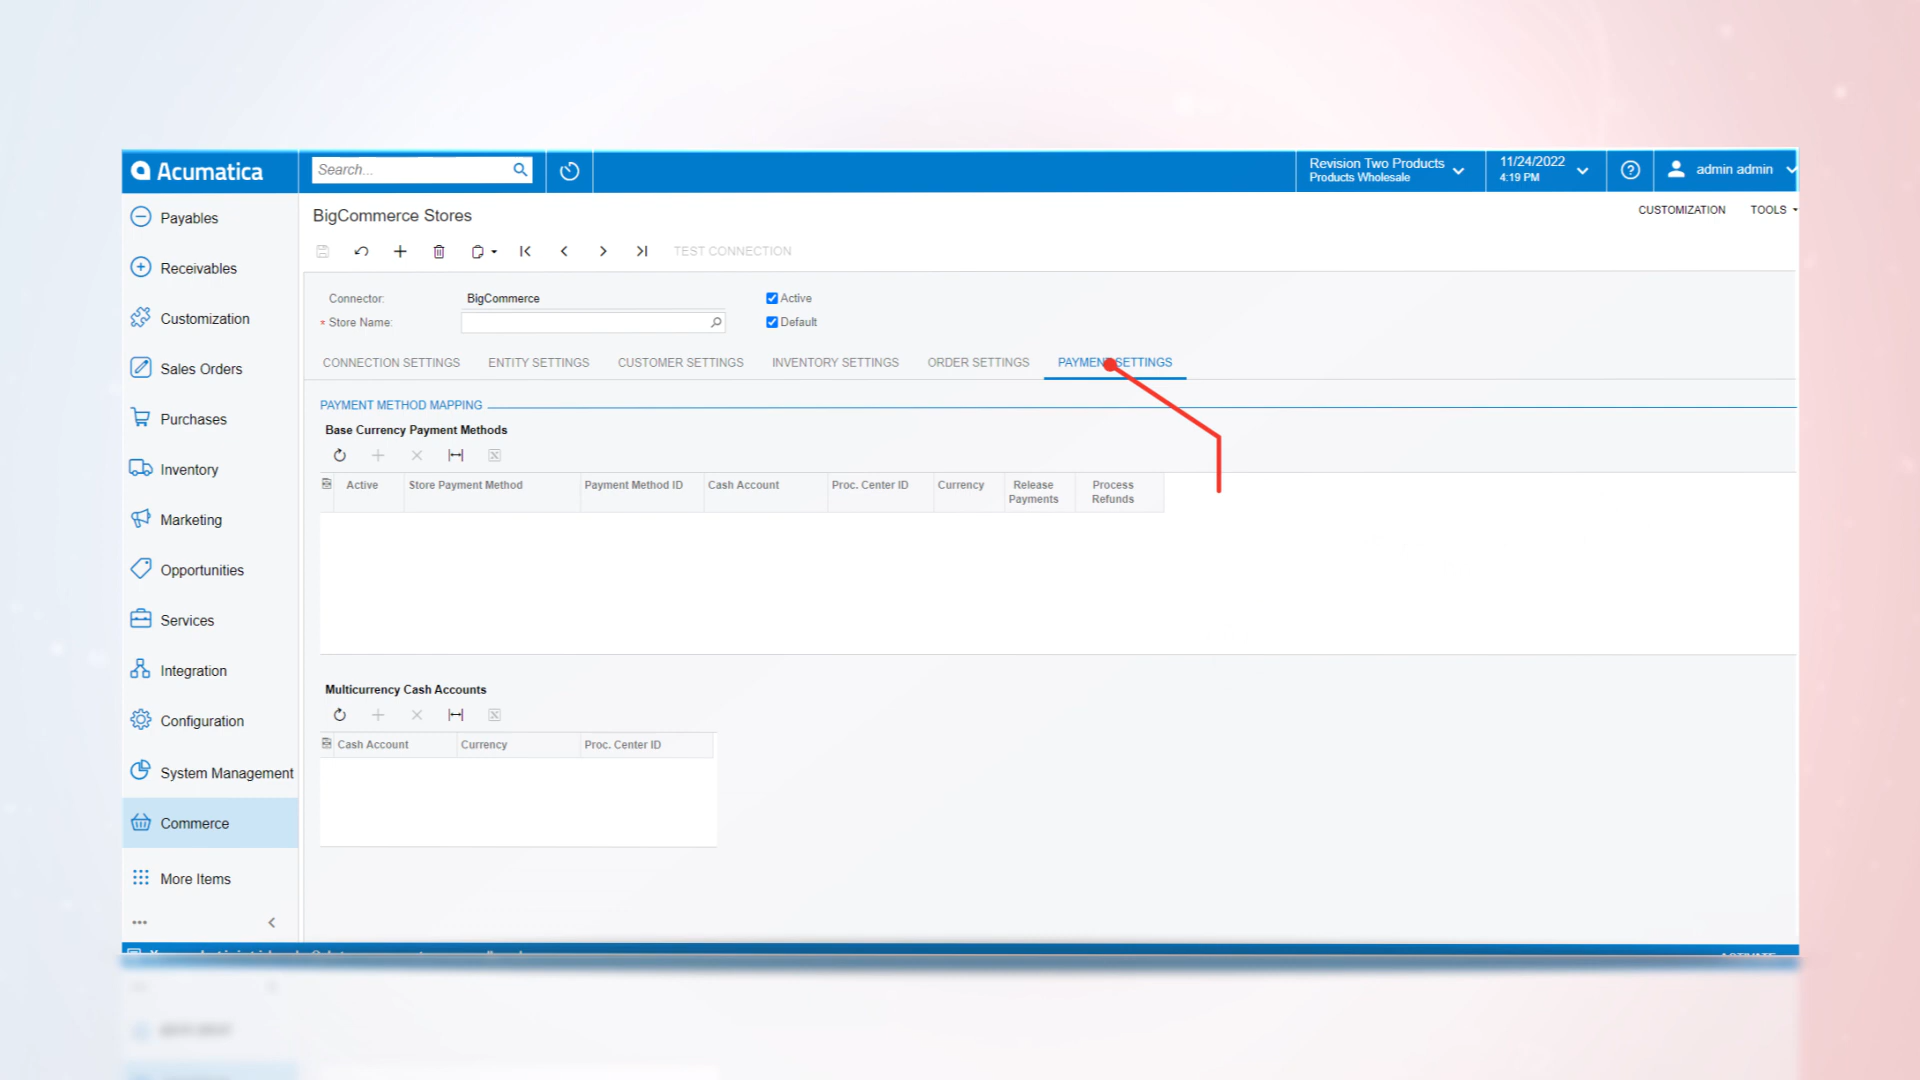 Acumatica
Search...
Revision Two Products
Products Wholesale
11/24/2022
4:19 PM
admin admin
Payables
Receivables
Customization
Sales Orders
Purchases
Inventory
Marketing
Opportunities
Services
Integration
Configuration
System Management
Commerce
More Items
BigCommerce Stores
CUSTOMIZATION TOOLS
TEST CONNECTION
Connector: BigCommerce Active
* Store Name: Default
CONNECTION SETTINGS ENTITY SETTINGS CUSTOMER SETTINGS INVENTORY SETTINGS ORDER SETTINGS PAYMENT SETTINGS
PAYMENT METHOD MAPPING
Base Currency Payment Methods
Active Store Payment Method Payment Method ID Cash Account Proc. Center ID Currency Release Payments Process Refunds
Multicurrency Cash Accounts
Cash Account Currency Proc. Center ID